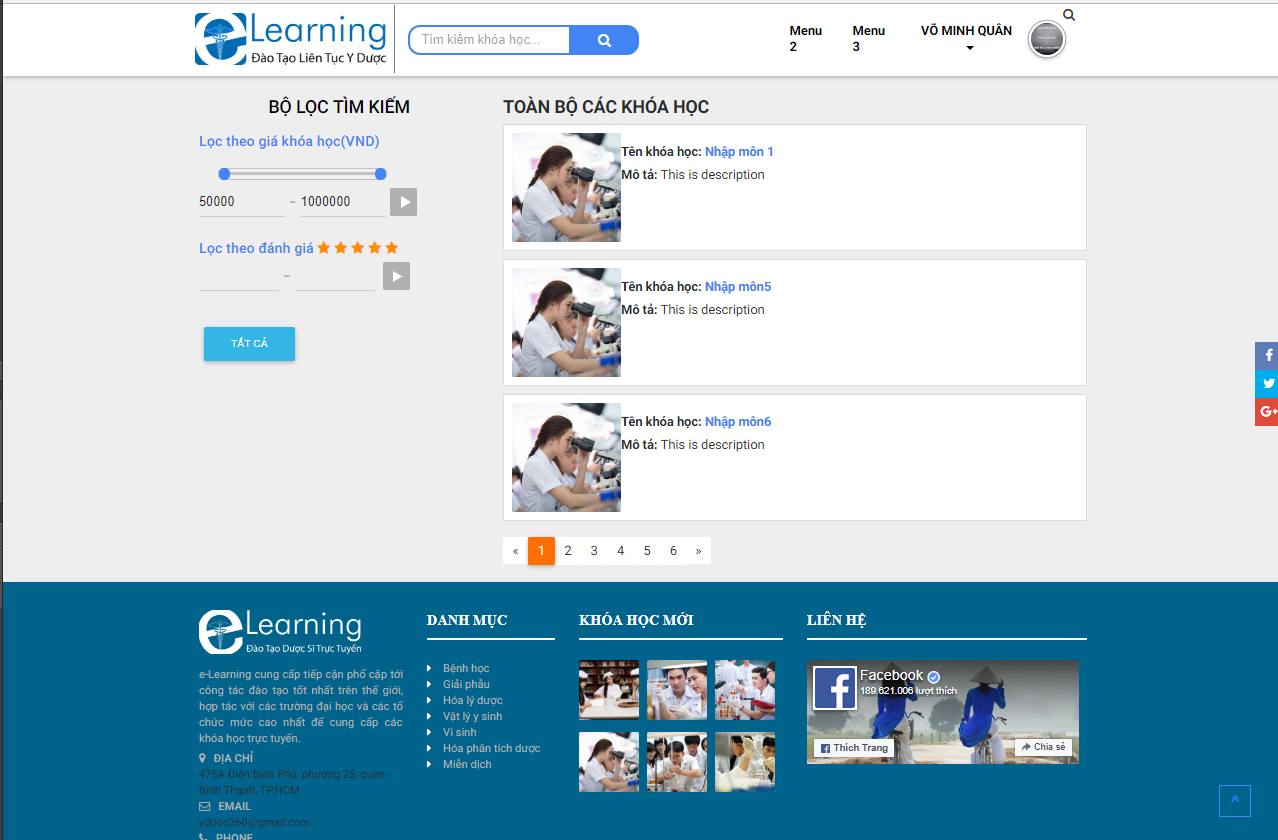 eLearning
Đào Tạo Liên Tục Y Dược
Tìm kiếm khóa học...
Menu 2
Menu 3
VÕ MINH QUÂN
BỘ LỌC TÌM KIẾM
Lọc theo giá khóa học(VND)
50000 – 1000000
Lọc theo đánh giá
–
TẤT CẢ
TOÀN BỘ CÁC KHÓA HỌC
Tên khóa học: Nhập môn 1
Mô tả: This is description
Tên khóa học: Nhập môn5
Mô tả: This is description
Tên khóa học: Nhập môn6
Mô tả: This is description
« 1 2 3 4 5 6 »
eLearning
Đào Tạo Dược Sĩ Trực Tuyến
e-Learning cung cấp tiếp cận phổ cập tới
công tác đào tạo tốt nhất trên thế giới,
hợp tác với các trường đại học và các tổ
chức mức cao nhất để cung cấp các
khóa học trực tuyến.
ĐỊA CHỈ
475A Điện Biên Phủ, phường 25, quận
Bình Thạnh, TP.HCM
EMAIL
yduoc360@gmail.com
PHONE
DANH MỤC
Bệnh học
Giải phẫu
Hóa lý dược
Vật lý y sinh
Vi sinh
Hóa phân tích dược
Miễn dịch
KHÓA HỌC MỚI
LIÊN HỆ
Facebook
189.621.006 lượt thích
Thích Trang
Chia sẻ
f
G+